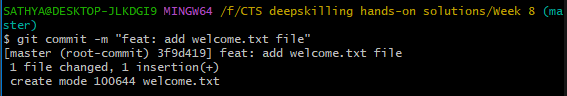 SATHYA@DESKTOP-JLKDGI9 MINGW64 /f/CTS deepskilling hands-on solutions/Week 8 (ma
ster)
$ git commit -m "feat: add welcome.txt file"
[master (root-commit) 3f9d419] feat: add welcome.txt file
 1 file changed, 1 insertion(+)
 create mode 100644 welcome.txt